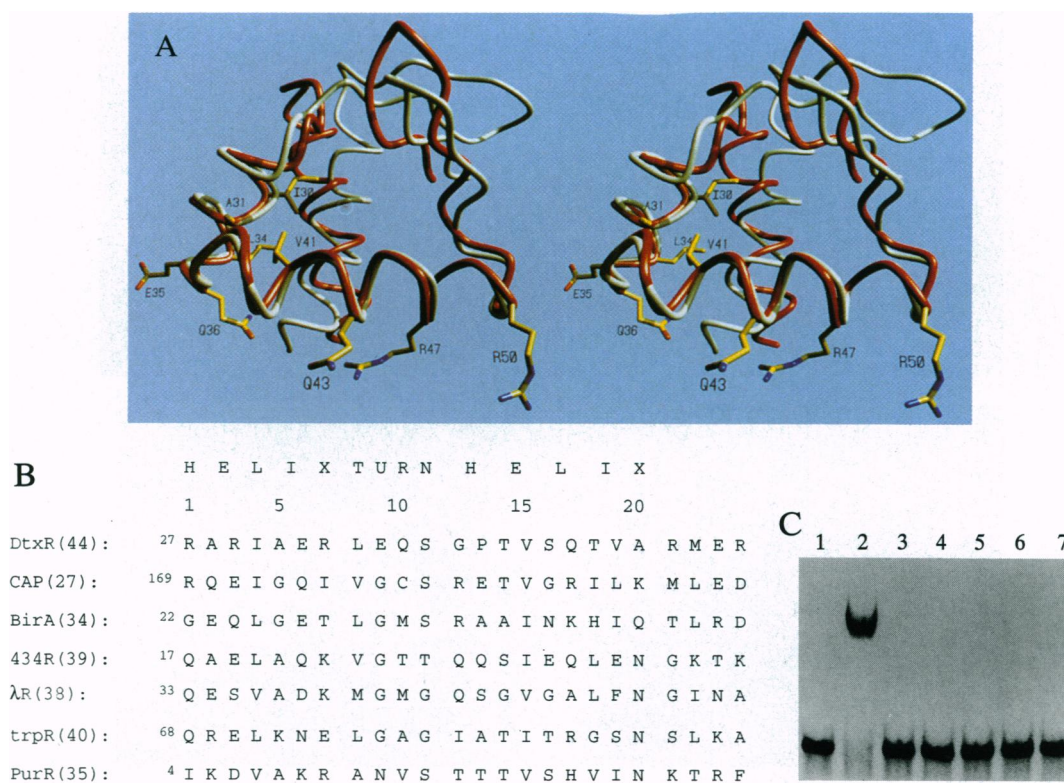 A
I30 I30
A31 A31
L34 V41 L34 V41
E35 E35
Q36 Q36
R47 R47
Q43 R50 Q43 R50
B
H E L I X T U R N H E L I X
1 5 10 15 20
DtxR(44): 27 R A R I A E R L E Q S G P T V S Q T V A R M E R
CAP(27): 169 R Q E I G Q I V G C S R E T V G R I L K M L E D
BirA(34): 22 G E Q L G E T L G M S R A A I N K H I Q T L R D
434R(39): 17 Q A E L A Q K V G T T Q Q S I E Q L E N G K T K
λR(38): 33 Q E S V A D K M G M G Q S G V G A L F N G I N A
trpR(40): 68 Q R E L K N E L G A G I A T I T R G S N S L K A
PurR(35): 4 I K D V A K R A N V S T T T V S H V I N K T R F
C
1 2 3 4 5 6 7